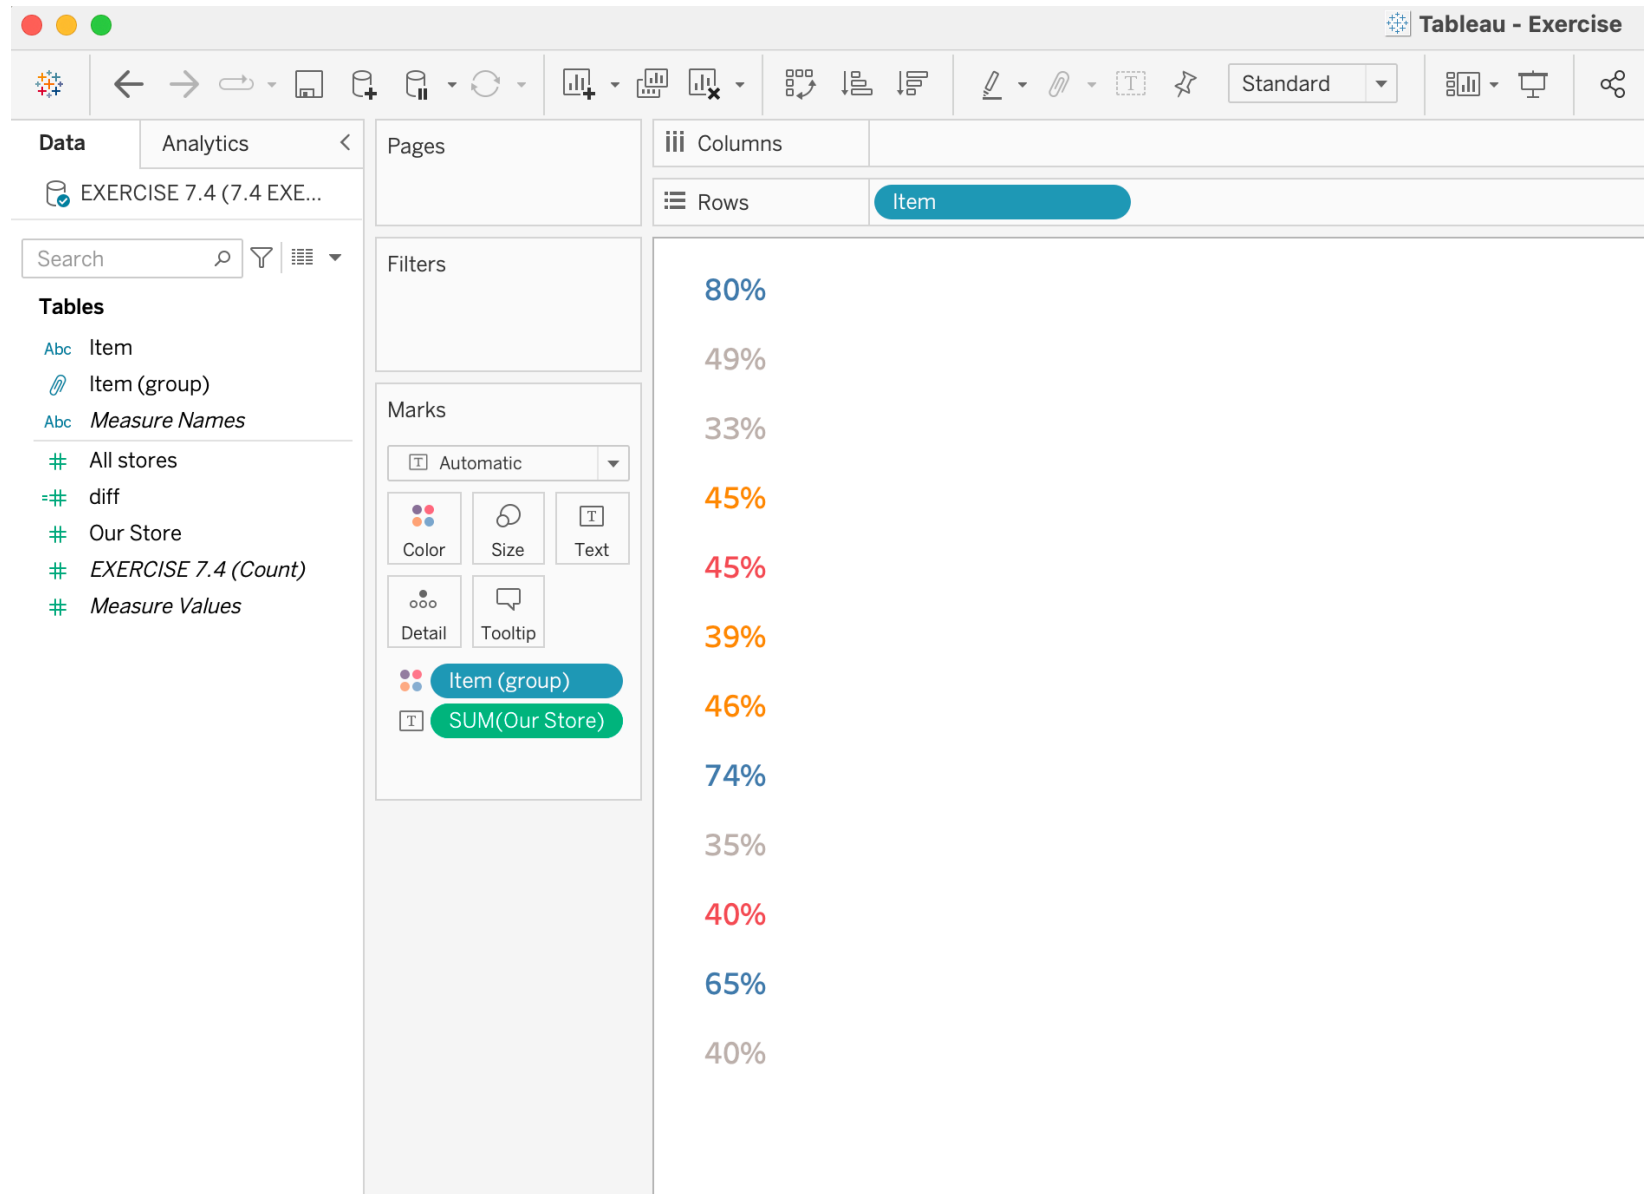 Tableau - Exercise
Standard
Data
Analytics
EXERCISE 7.4 (7.4 EXE...
Search
Tables
Abc Item
Item (group)
Abc Measure Names
All stores
diff
Our Store
EXERCISE 7.4 (Count)
Measure Values
Pages
Filters
Marks
T Automatic
Color
Size
T
Text
Detail
Tooltip
Item (group)
T SUM(Our Store)
Columns
Rows
Item
80%
49%
33%
45%
45%
39%
46%
74%
35%
40%
65%
40%